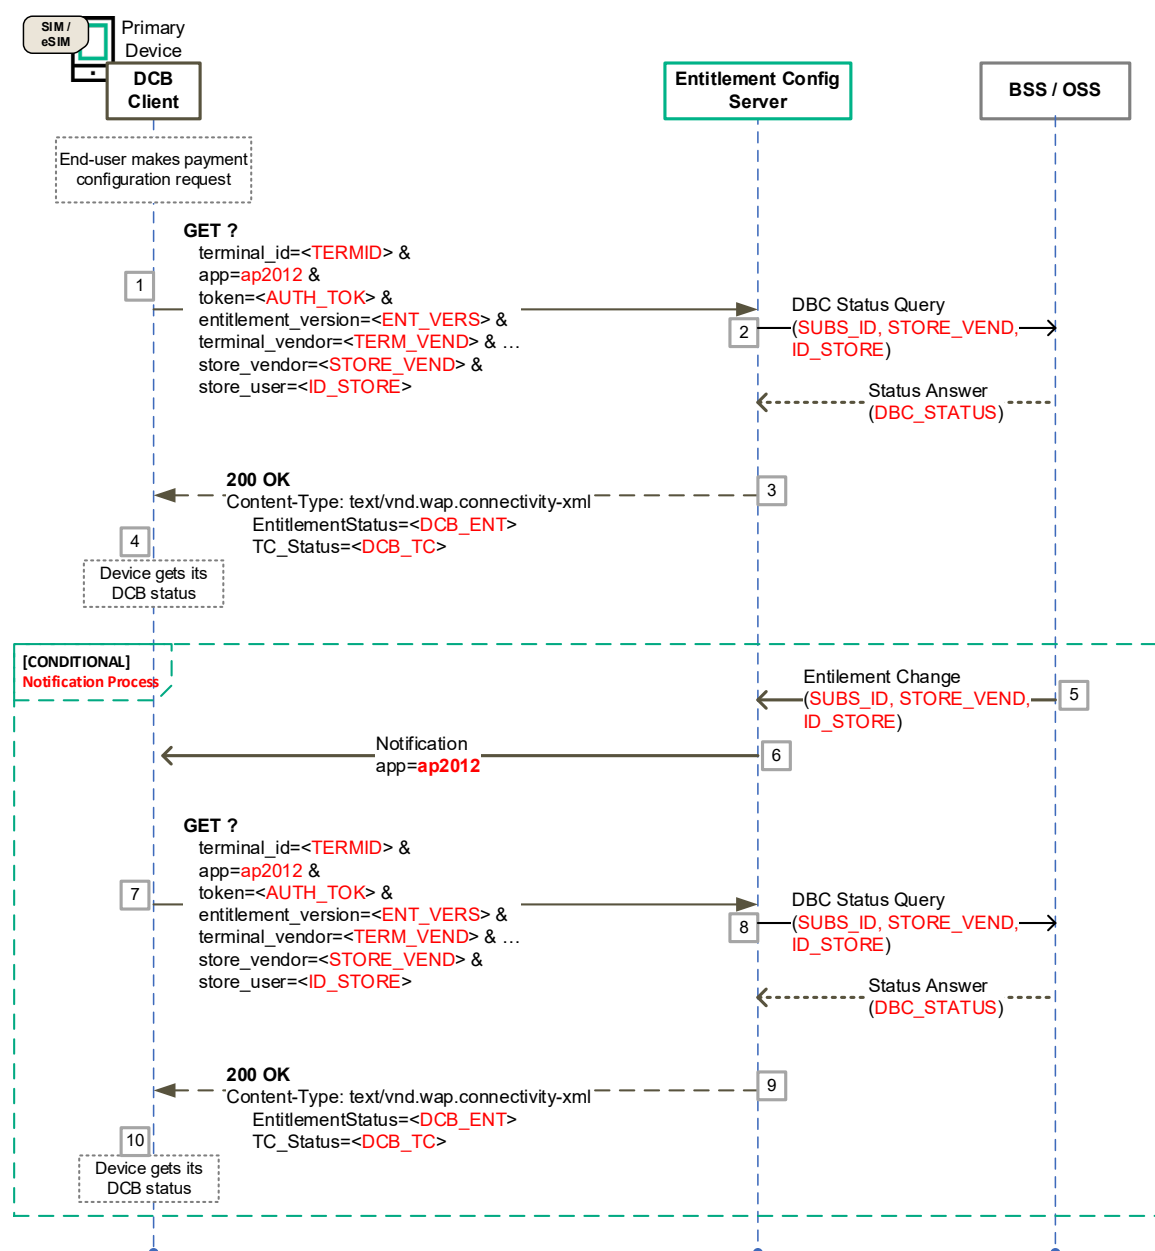 SIM /
eSIM
Primary
Device
DCB
Client
Entitlement Config
Server
BSS / OSS
End-user makes payment
configuration request
GET ?
terminal_id=<TERMID> &
app=ap2012 &
token=<AUTH_TOK> &
entitlement_version=<ENT_VERS> &
terminal_vendor=<TERM_VEND> & …
store_vendor=<STORE_VEND> &
store_user=<ID_STORE>
1
2
DBC Status Query
(SUBS_ID, STORE_VEND,
ID_STORE)
Status Answer
(DBC_STATUS)
200 OK
Content-Type: text/vnd.wap.connectivity-xml
EntitlementStatus=<DCB_ENT>
TC_Status=<DCB_TC>
3
4
Device gets its
DCB status
[CONDITIONAL]
Notification Process
Entilement Change
(SUBS_ID, STORE_VEND,
ID_STORE)
5
Notification
app=ap2012
6
GET ?
terminal_id=<TERMID> &
app=ap2012 &
token=<AUTH_TOK> &
entitlement_version=<ENT_VERS> &
terminal_vendor=<TERM_VEND> & …
store_vendor=<STORE_VEND> &
store_user=<ID_STORE>
7
8
DBC Status Query
(SUBS_ID, STORE_VEND,
ID_STORE)
Status Answer
(DBC_STATUS)
200 OK
Content-Type: text/vnd.wap.connectivity-xml
EntitlementStatus=<DCB_ENT>
TC_Status=<DCB_TC>
9
10
Device gets its
DCB status